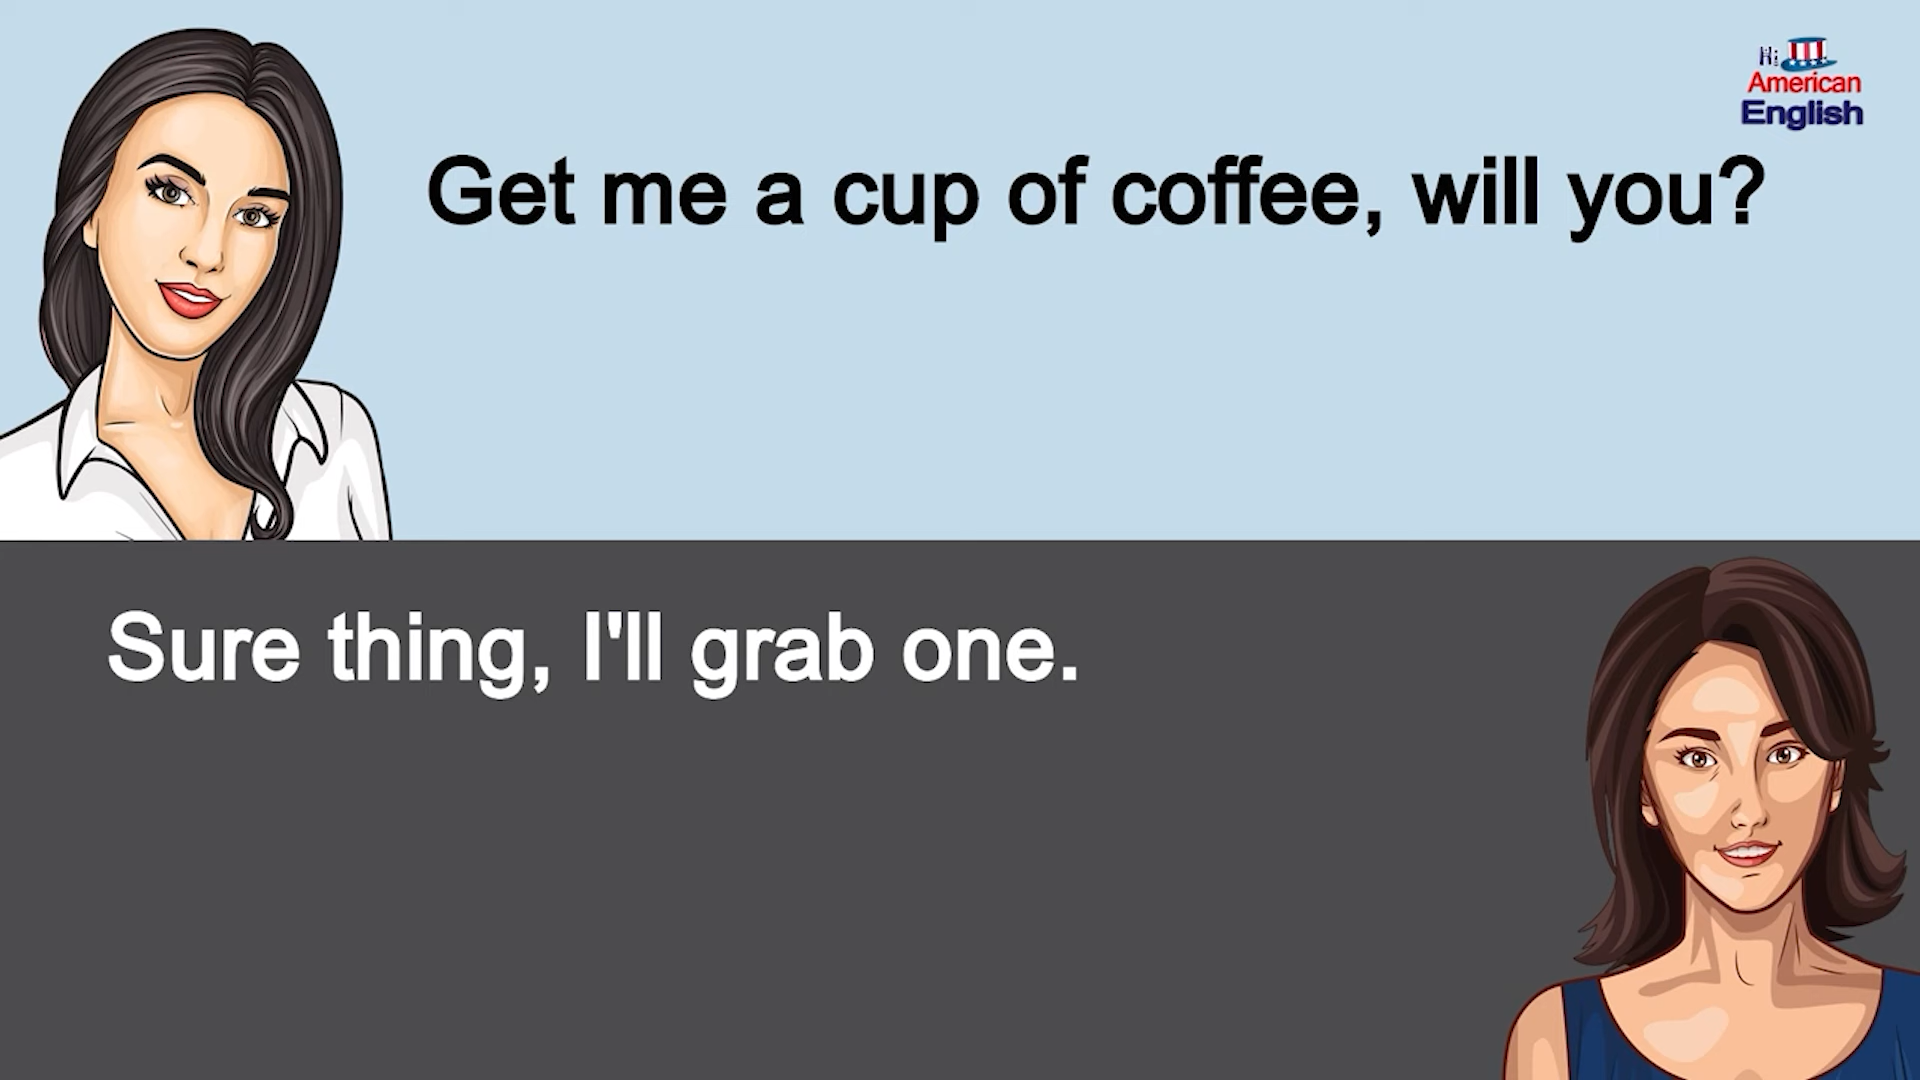 Hi
American
English
Get me a cup of coffee, will you?
Sure thing, I'll grab one.